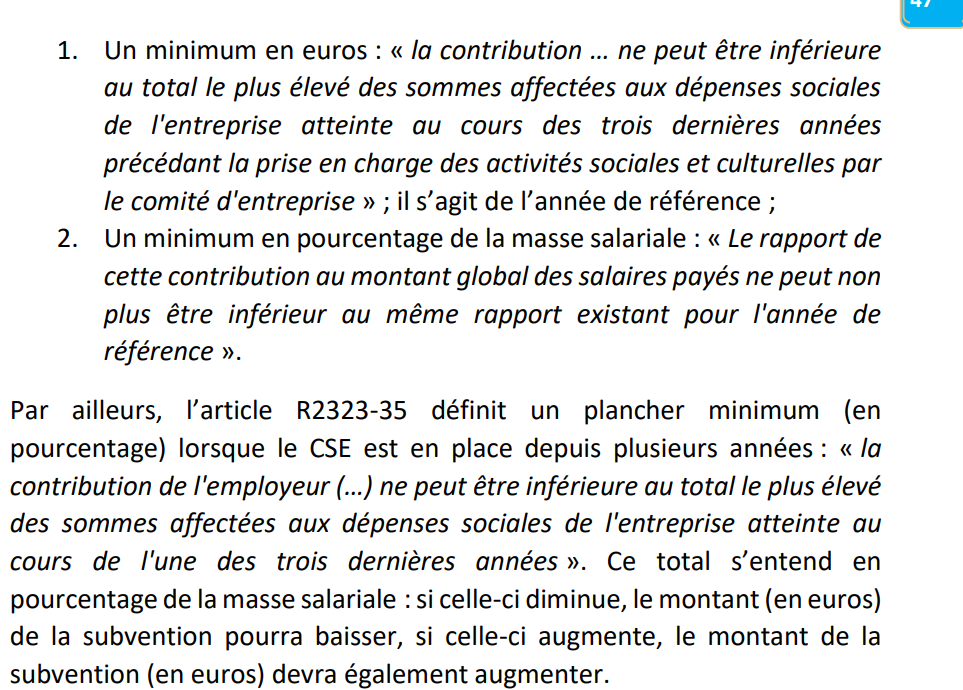 47
1. Un minimum en euros : « la contribution ... ne peut être inférieure
au total le plus élevé des sommes affectées aux dépenses sociales
de l'entreprise atteinte au cours des trois dernières années
précédant la prise en charge des activités sociales et culturelles par
le comité d'entreprise » ; il s’agit de l’année de référence ;
2. Un minimum en pourcentage de la masse salariale : « Le rapport de
cette contribution au montant global des salaires payés ne peut non
plus être inférieur au même rapport existant pour l'année de
référence ».
Par ailleurs, l’article R2323-35 définit un plancher minimum (en
pourcentage) lorsque le CSE est en place depuis plusieurs années : « la
contribution de l'employeur (…) ne peut être inférieure au total le plus élevé
des sommes affectées aux dépenses sociales de l'entreprise atteinte au
cours de l'une des trois dernières années ». Ce total s’entend en
pourcentage de la masse salariale : si celle-ci diminue, le montant (en euros)
de la subvention pourra baisser, si celle-ci augmente, le montant de la
subvention (en euros) devra également augmenter.